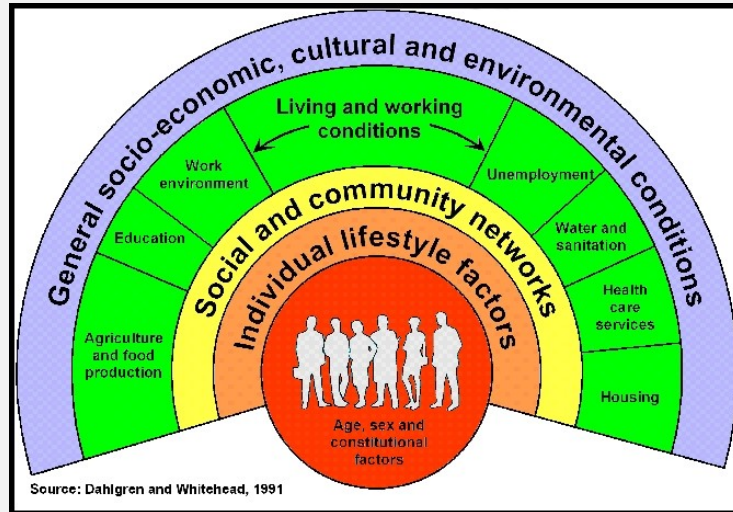 General socio-economic, cultural and environmental conditions
Living and working
conditions
Work
environment
Education
Agriculture
and food
production
Unemployment
Water and
sanitation
Health
care
services
Housing
Social and community networks
Individual lifestyle factors
Age, sex and
constitutional
factors
Source: Dahlgren and Whitehead, 1991